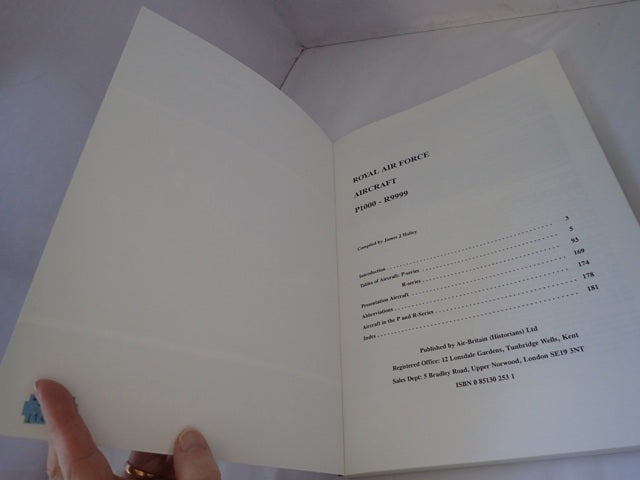 ROYAL AIR FORCE
AIRCRAFT
P1000 - R9999
Compiled by James J Halley
Introduction 3
Tables of Aircraft: P-series 5
R-series 93
Presentation Aircraft 169
Abbreviations 174
Aircraft in the P and R-Series 178
Index 181
Published by Air-Britain (Historians) Ltd
Registered Office: 12 Lonsdale Gardens, Tunbridge Wells, Kent
Sales Dept: 5 Bradley Road, Upper Norwood, London SE19 3NT
ISBN 0 85130 253 1